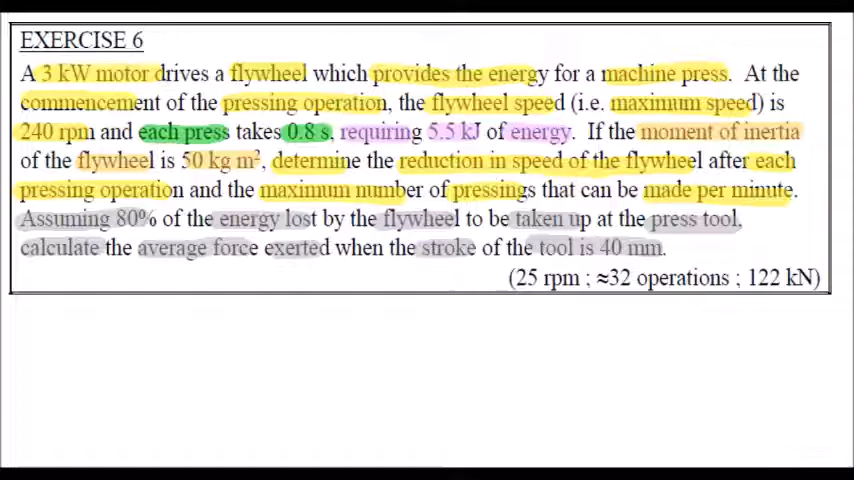 EXERCISE 6
A 3 kW motor drives a flywheel which provides the energy for a machine press. At the
commencement of the pressing operation, the flywheel speed (i.e. maximum speed) is
240 rpm and each press takes 0.8 s, requiring 5.5 kJ of energy. If the moment of inertia
of the flywheel is 50 kg m², determine the reduction in speed of the flywheel after each
pressing operation and the maximum number of pressings that can be made per minute.
Assuming 80% of the energy lost by the flywheel to be taken up at the press tool,
calculate the average force exerted when the stroke of the tool is 40 mm.
(25 rpm ; ≈32 operations ; 122 kN)